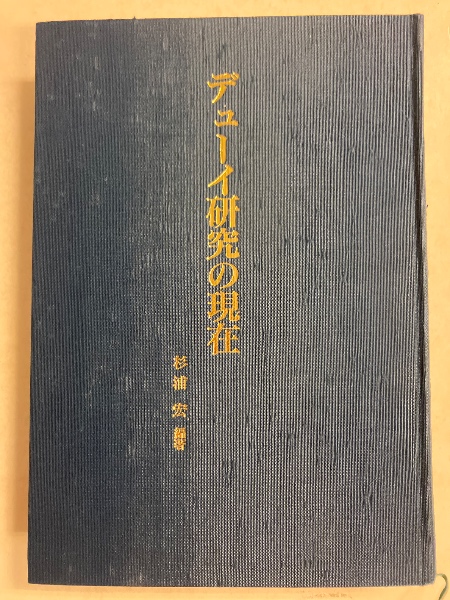 デューイ研究の現在
杉浦 宏 編著